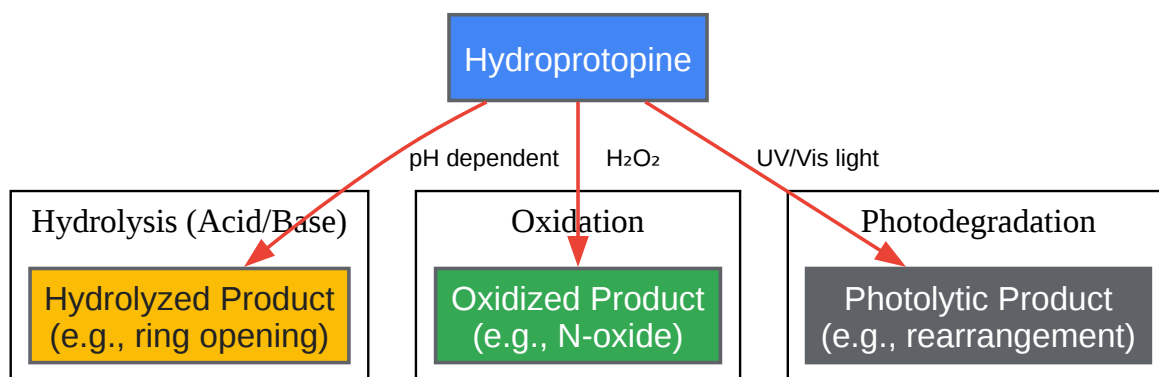 Hydroprotopine
pH dependent
H₂O₂
UV/Vis light
Hydrolysis (Acid/Base)
Oxidation
Photodegradation
Hydrolyzed Product
(e.g., ring opening)
Oxidized Product
(e.g., N-oxide)
Photolytic Product
(e.g., rearrangement)